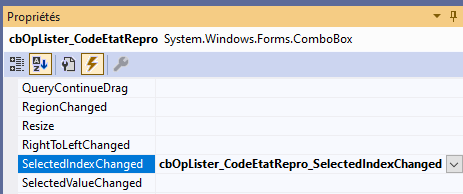 Propriétés
cbOpLister_CodeEtatRepro System.Windows.Forms.ComboBox
QueryContinueDrag
RegionChanged
Resize
RightToLeftChanged
SelectedIndexChanged cbOpLister_CodeEtatRepro_SelectedIndexChanged
SelectedValueChanged